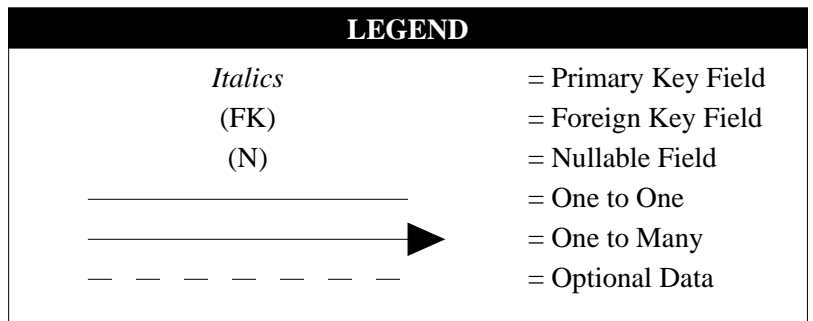 LEGEND
Italics = Primary Key Field
(FK) = Foreign Key Field
(N) = Nullable Field
= One to One
= One to Many
= Optional Data